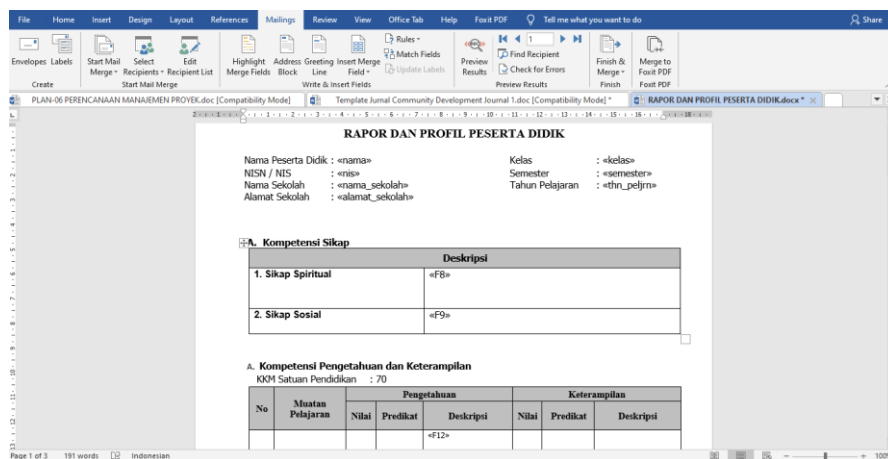 File Home Insert Design Layout References Mailings Review View Office Tab Help Foxit PDF Tell me what you want to do Share
Envelopes Labels Start Mail Merge Select Recipients Edit Recipient List Highlight Merge Fields Address Block Greeting Line Insert Merge Field Rules Match Fields Update Labels Preview Results 1 Find Recipient Check for Errors Finish & Merge Merge to Foxit PDF
Create Start Mail Merge Write & Insert Fields Preview Results Finish Foxit PDF
PLAN-06 PERENCANAAN MANAJEMEN PROYEK.doc [Compatibility Mode] Template Jurnal Community Development Journal 1.doc [Compatibility Mode] * RAPOR DAN PROFIL PESERTA DIDIK.docx *
RAPOR DAN PROFIL PESERTA DIDIK
Nama Peserta Didik : «nama» Kelas : «kelas»
NISN / NIS : «nis» Semester : «semester»
Nama Sekolah : «nama_sekolah» Tahun Pelajaran : «thn_peljrn»
Alamat Sekolah : «alamat_sekolah»
A. Kompetensi Sikap
Deskripsi
1. Sikap Spiritual «F8»
2. Sikap Sosial «F9»
A. Kompetensi Pengetahuan dan Keterampilan
KKM Satuan Pendidikan : 70
No Muatan Pelajaran Pengetahuan Keterampilan
Nilai Predikat Deskripsi Nilai Predikat Deskripsi
«F12»
Page 1 of 3 191 words Indonesian 100